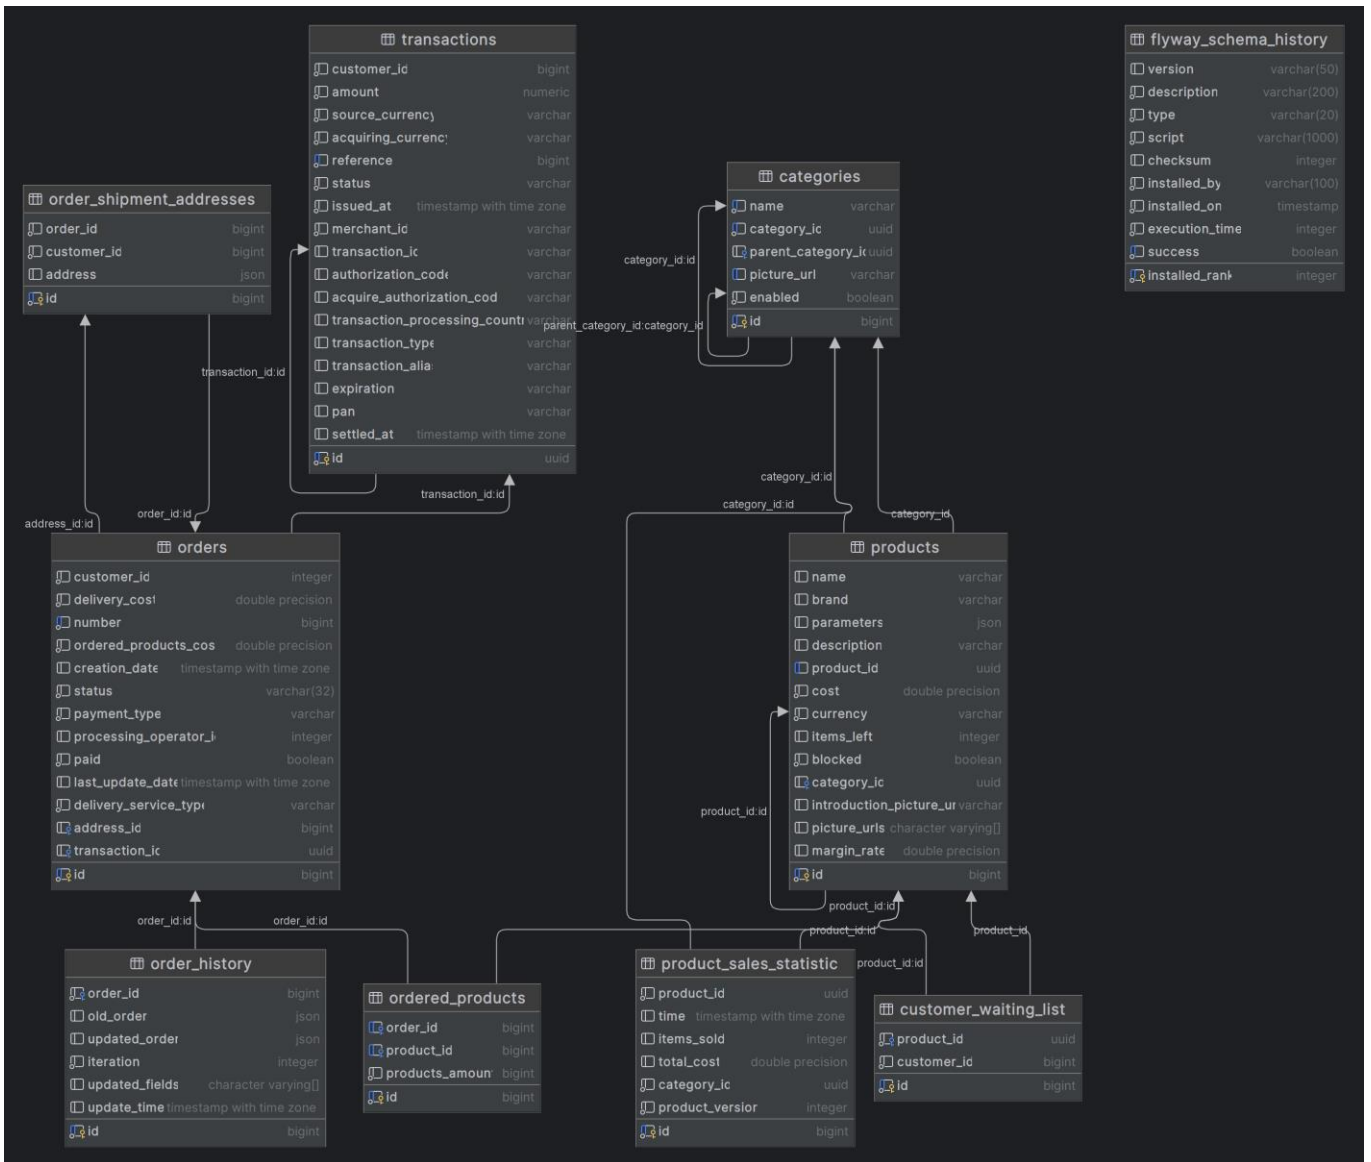 transactions
customer_id bigint
amount numeric
source_currency varchar
acquiring_currency varchar
reference bigint
status varchar
issued_at timestamp with time zone
merchant_id varchar
transaction_id varchar
authorization_code varchar
acquire_authorization_cod varchar
transaction_processing_countr varchar
transaction_type varchar
transaction_alia varchar
expiration varchar
pan varchar
settled_at timestamp with time zone
id uuid
flyway_schema_history
version varchar(50)
description varchar(200)
type varchar(20)
script varchar(1000)
checksum integer
installed_by varchar(100)
installed_on timestamp
execution_time integer
success boolean
installed_rank integer
order_shipment_addresses
order_id bigint
customer_id bigint
address json
id bigint
categories
name varchar
category_id uuid
parent_category_id uuid
picture_url varchar
enabled boolean
id bigint
category_id:id
parent_category_id:category_id
transaction_id:id
transaction_id:id
address_id:id
order_id:id
category_id:id
category_id:id
category_id
orders
customer_id integer
delivery_cost double precision
number bigint
ordered_products_cos double precision
creation_date timestamp with time zone
status varchar(32)
payment_type varchar
processing_operator_i integer
paid boolean
last_update_date timestamp with time zone
delivery_service_type varchar
address_id bigint
transaction_id uuid
id bigint
products
name varchar
brand varchar
parameters json
description varchar
product_id uuid
cost double precision
currency varchar
items_left integer
blocked boolean
category_id uuid
introduction_picture_ur varchar
picture_urls character varying[]
margin_rate double precision
id bigint
product_id:id
order_id:id
order_id:id
product_id:id
product_id:id
product_id
product_id:id
order_history
order_id bigint
old_order json
updated_order json
iteration integer
updated_fields character varying[]
update_time timestamp with time zone
id bigint
ordered_products
order_id bigint
product_id bigint
products_amoun bigint
id bigint
product_sales_statistic
product_id uuid
time timestamp with time zone
items_sold integer
total_cost double precision
category_id uuid
product_version integer
id bigint
customer_waiting_list
product_id uuid
customer_id bigint
id bigint